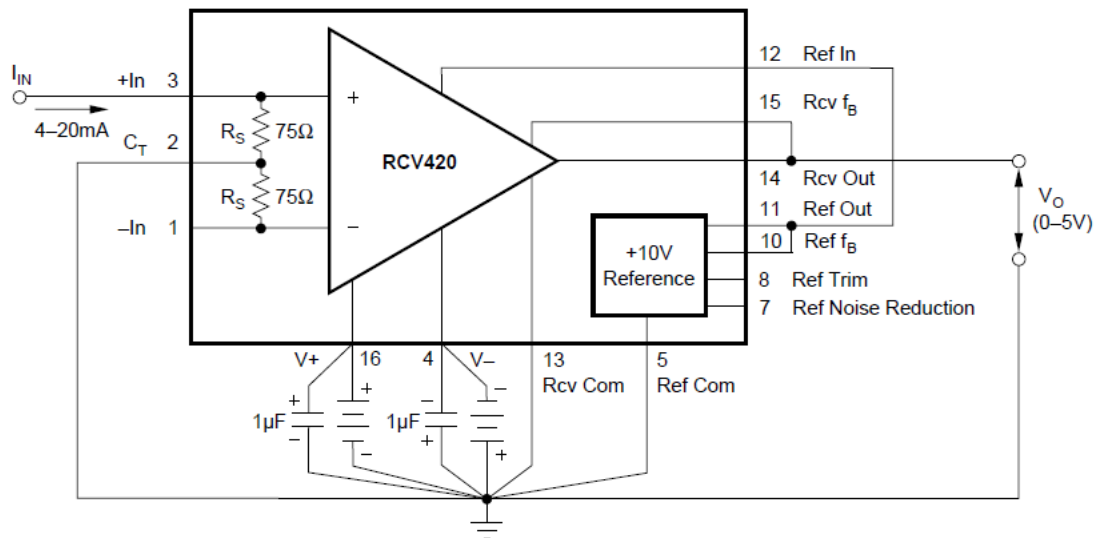 12 Ref In
I_IN
+In 3
15 Rcv f_B
4–20mA
R_S 75Ω
C_T 2
RCV420
14 Rcv Out
R_S 75Ω
11 Ref Out
V_O
(0–5V)
–In 1
10 Ref f_B
+10V
Reference
8 Ref Trim
7 Ref Noise Reduction
V+ 16 4 V– 13 5
Rcv Com Ref Com
1µF 1µF
+
–
+ + – –
– – + +